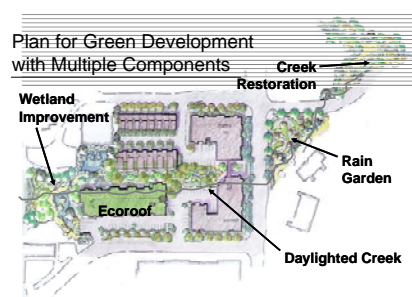 Plan for Green Development
with Multiple Components
Creek
Restoration
Wetland
Improvement
Rain
Garden
Ecoroof
Daylighted Creek